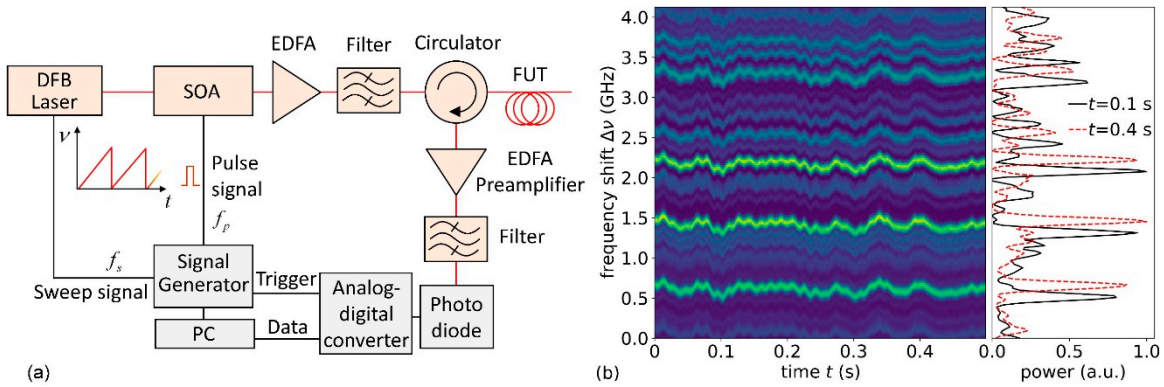 EDFA Filter Circulator
FUT
DFB
Laser
SOA
ν
t
Pulse
signal
f_p
EDFA
Preamplifier
Filter
f_s
Sweep signal
Signal
Generator
Trigger
Analog-
digital
converter
Photo
diode
PC
Data
(a)
frequency shift Δν (GHz)
4.0
3.5
3.0
2.5
2.0
1.5
1.0
0.5
0.0
0 0.1 0.2 0.3 0.4
time t (s)
t=0.1 s
t=0.4 s
0.0 0.5 1.0
power (a.u.)
(b)